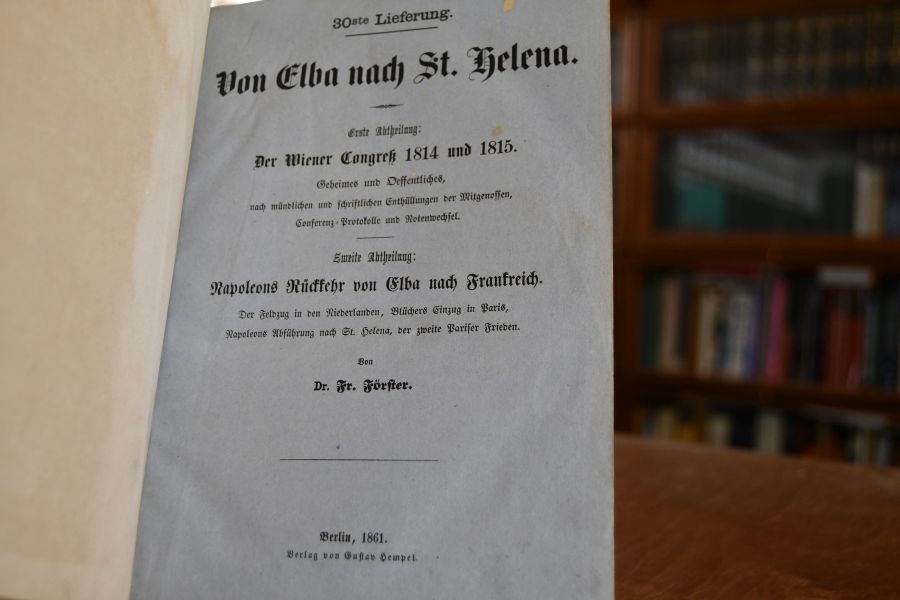 30ste Lieferung.
Von Elba nach St. Helena.
Erste Abtheilung:
Der Wiener Congreß 1814 und 1815.
Geheimes und Oeffentliches,
nach mündlichen und schriftlichen Enthüllungen der Mitgenossen,
Conferenz-Protokolle und Notenwechsel.
Zweite Abtheilung:
Napoleons Rückkehr von Elba nach Frankreich.
Der Feldzug in den Niederlanden, Blüchers Einzug in Paris,
Napoleons Abführung nach St. Helena, der zweite Pariser Frieden.
Von
Dr. Fr. Förster.
Berlin, 1861.
Verlag von Gustav Hempel.